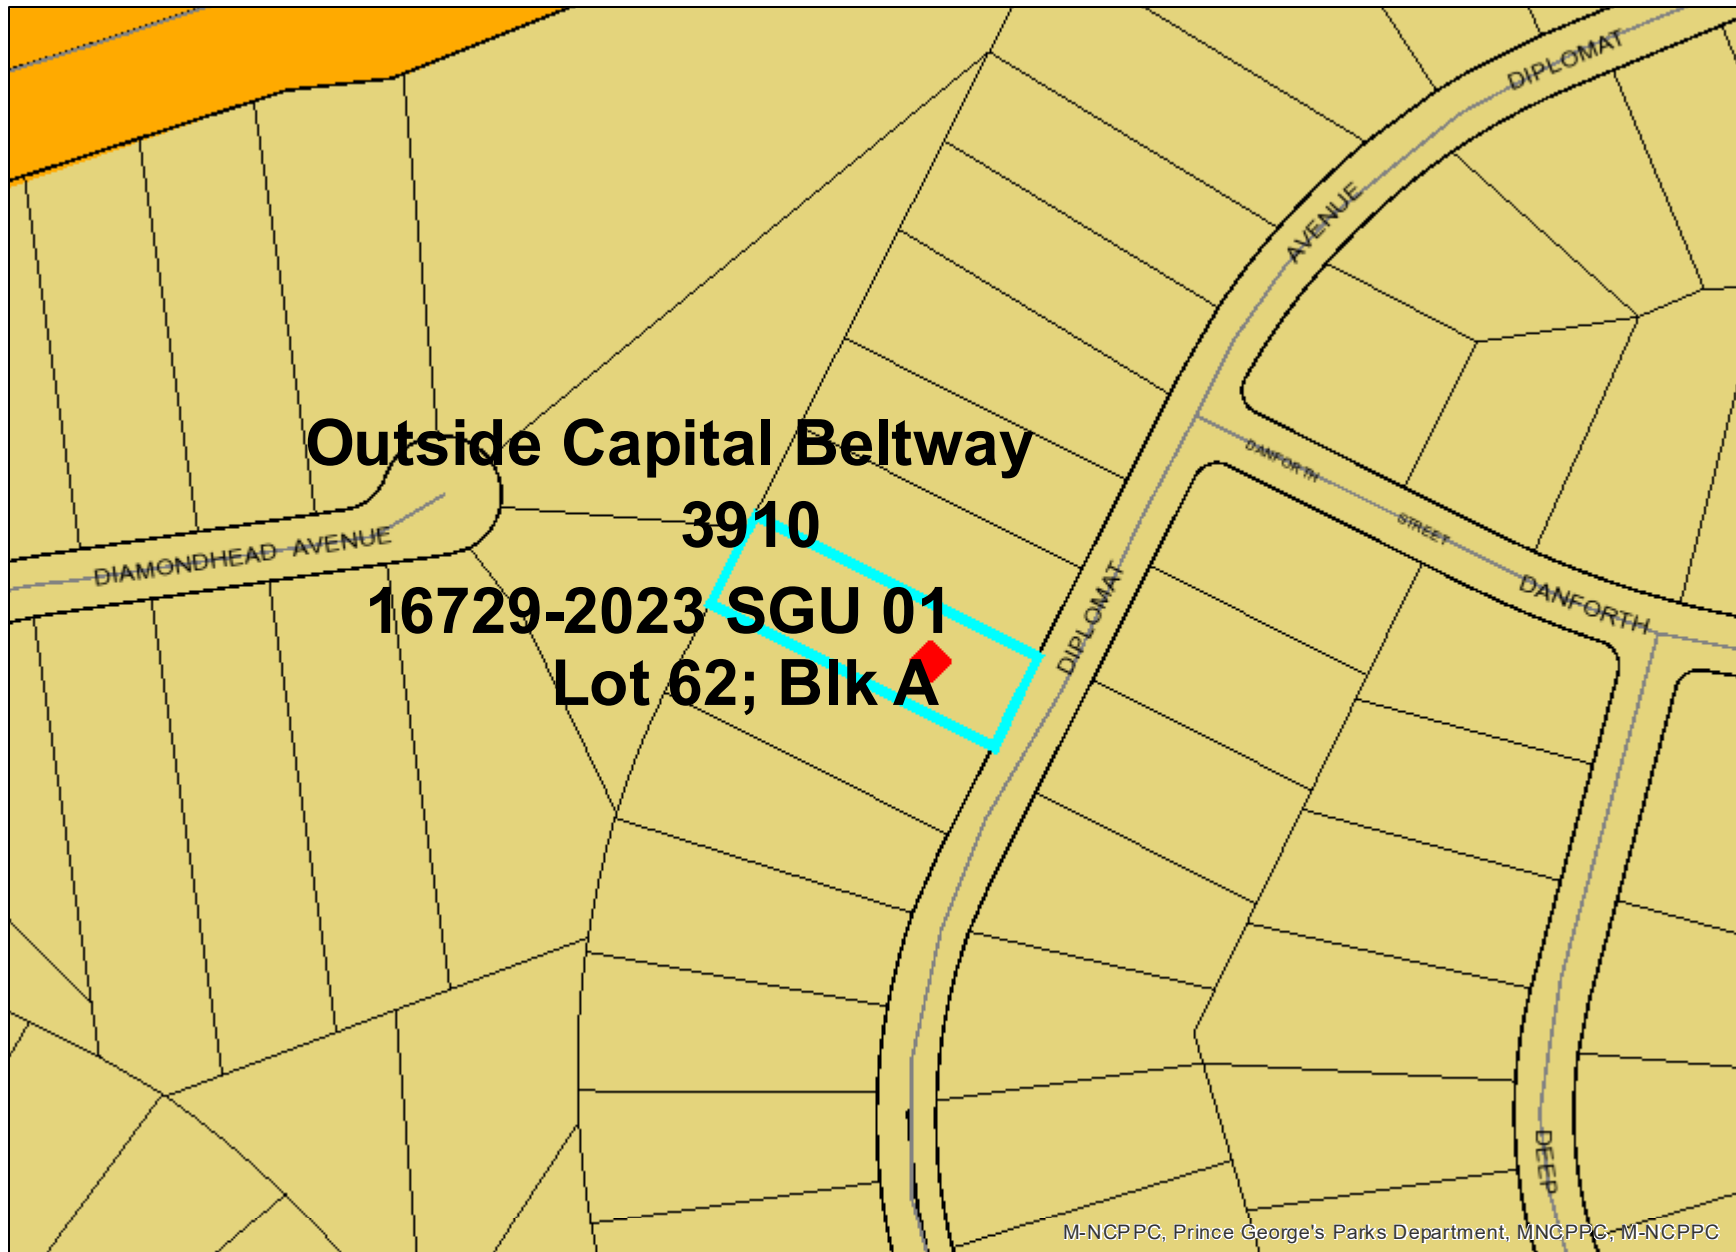 DIPLOMAT
AVENUE
Outside Capital Beltway
3910
16729-2023 SGU 01
Lot 62; Blk A
DIAMONDHEAD AVENUE
DANFORTH
STREET
DIPLOMAT
DANFORTH
DEEP
M-NCPPC, Prince George's Parks Department, MNCPPC, M-NCPPC